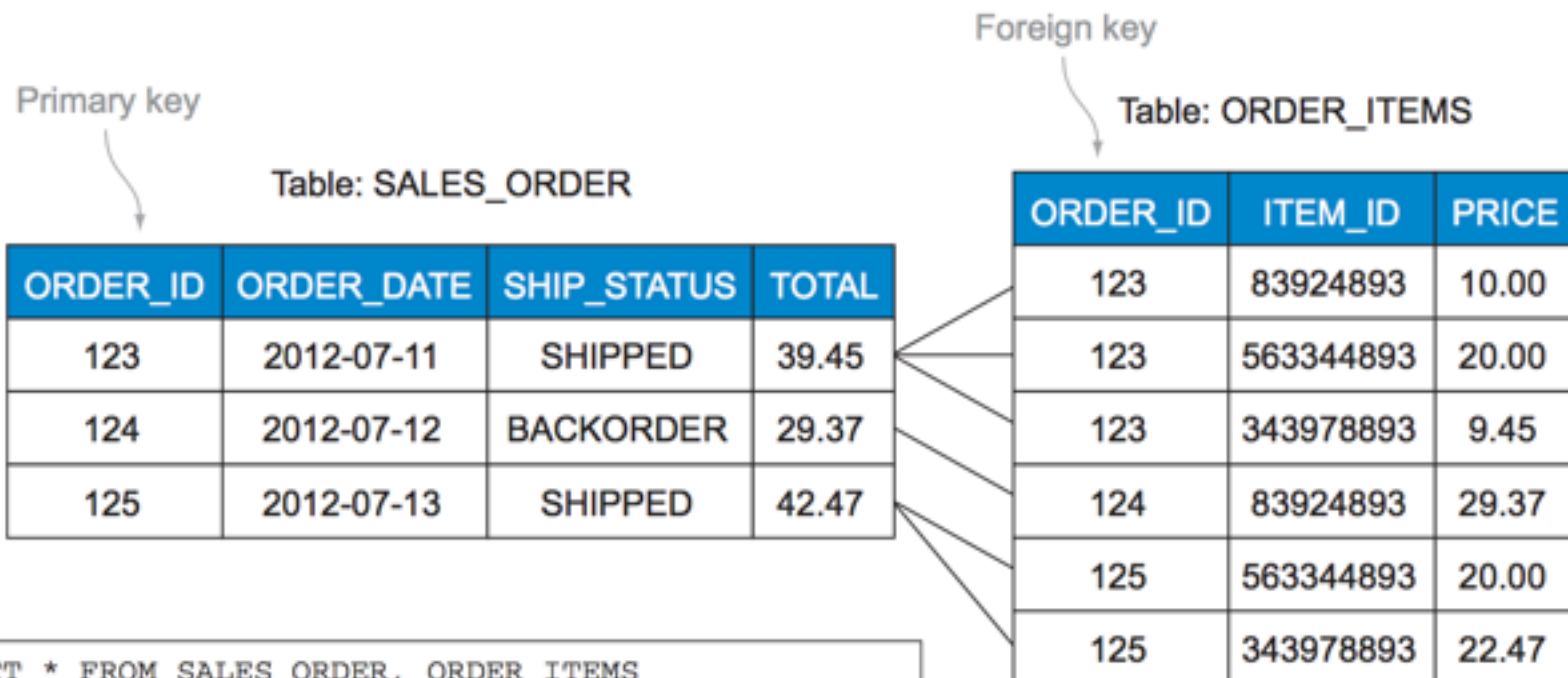 Foreign key
Primary key
Table: ORDER_ITEMS
Table: SALES_ORDER
ORDER_ID ORDER_DATE SHIP_STATUS TOTAL
123 2012-07-11 SHIPPED 39.45
124 2012-07-12 BACKORDER 29.37
125 2012-07-13 SHIPPED 42.47
ORDER_ID ITEM_ID PRICE
123 83924893 10.00
123 563344893 20.00
123 343978893 9.45
124 83924893 29.37
125 563344893 20.00
125 343978893 22.47
* FROM SALES_ORDER, ORDER_ITEMS